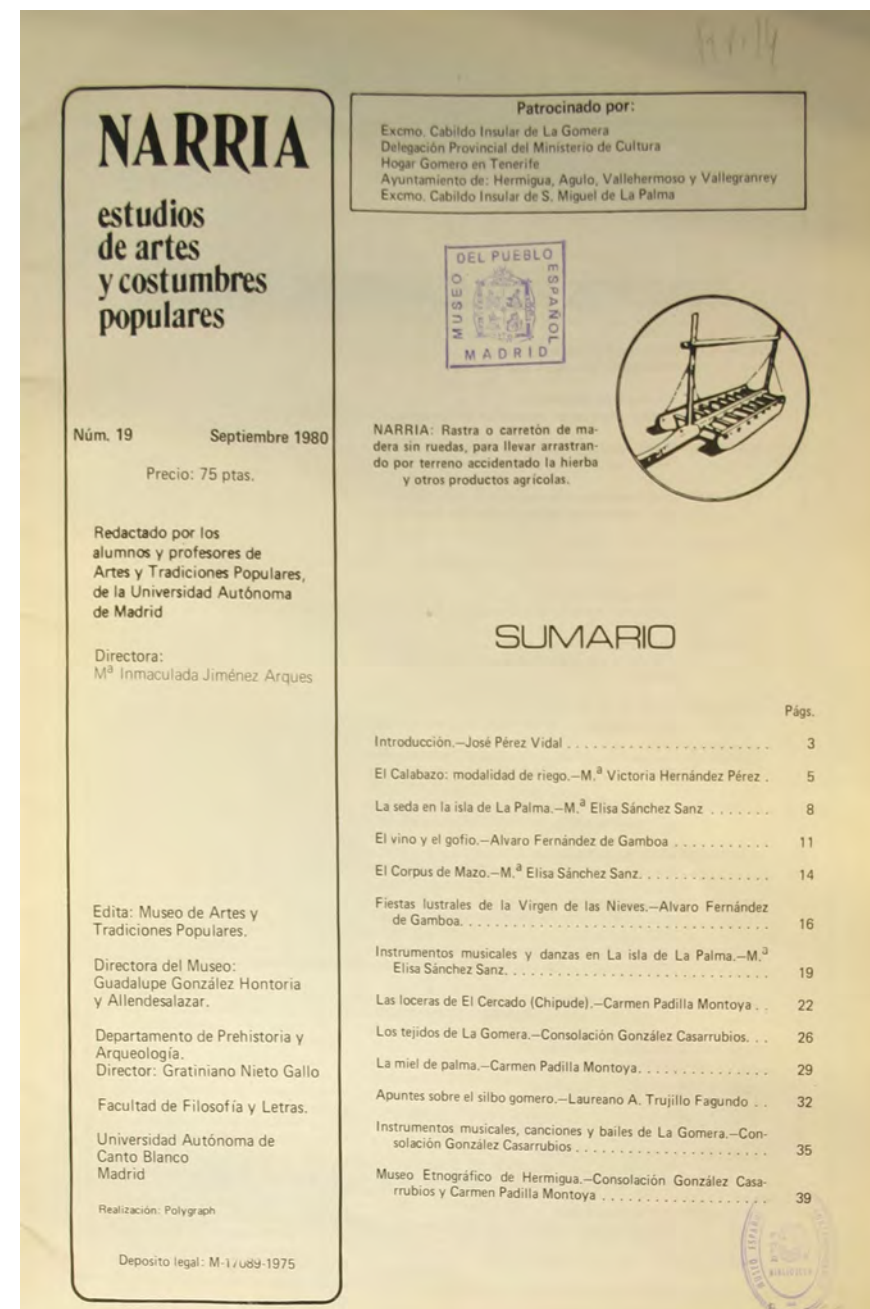 NARRIA
estudios
de artes
y costumbres
populares
Núm. 19 Septiembre 1980
Precio: 75 ptas.
Redactado por los
alumnos y profesores de
Artes y Tradiciones Populares,
de la Universidad Autónoma
de Madrid
Directora:
Mª Inmaculada Jiménez Arques
Edita: Museo de Artes y
Tradiciones Populares.
Directora del Museo:
Guadalupe González Hontoria
y Allendesalazar.
Departamento de Prehistoria y
Arqueología.
Director: Gratiniano Nieto Gallo
Facultad de Filosofía y Letras.
Universidad Autónoma de
Canto Blanco
Madrid
Realización: Polygraph
Deposito legal: M-17089-1975
Patrocinado por:
Excmo. Cabildo Insular de La Gomera
Delegación Provincial del Ministerio de Cultura
Hogar Gomero en Tenerife
Ayuntamiento de: Hermigua, Agulo, Vallehermoso y Vallegranrey
Excmo. Cabildo Insular de S. Miguel de La Palma
MUSEO
DEL PUEBLO
ESPAÑOL
MADRID
NARRIA: Rastra o carretón de ma-
dera sin ruedas, para llevar arrastran-
do por terreno accidentado la hierba
y otros productos agrícolas.
SUMARIO
Págs.
Introducción.—José Pérez Vidal . . . . . . . . . . . . . . . . . . . . . . . 3
El Calabazo: modalidad de riego.—M.ª Victoria Hernández Pérez . 5
La seda en la isla de La Palma.—M.ª Elisa Sánchez Sanz . . . . . . . 8
El vino y el gofio.—Alvaro Fernández de Gamboa . . . . . . . . . . . 11
El Corpus de Mazo.—M.ª Elisa Sánchez Sanz. . . . . . . . . . . . . . . 14
Fiestas lustrales de la Virgen de las Nieves.—Alvaro Fernández
de Gamboa. . . . . . . . . . . . . . . . . . . . . . . . . . . . . . . . . . 16
Instrumentos musicales y danzas en La isla de La Palma.—M.ª
Elisa Sánchez Sanz. . . . . . . . . . . . . . . . . . . . . . . . . . . . . 19
Las loceras de El Cercado (Chipude).—Carmen Padilla Montoya . . 22
Los tejidos de La Gomera.—Consolación González Casarrubios. . . 26
La miel de palma.—Carmen Padilla Montoya. . . . . . . . . . . . . . . 29
Apuntes sobre el silbo gomero.—Laureano A. Trujillo Fagundo . . 32
Instrumentos musicales, canciones y bailes de La Gomera.—Con-
solación González Casarrubios . . . . . . . . . . . . . . . . . . . . . . 35
Museo Etnográfico de Hermigua.—Consolación González Casa-
rrubios y Carmen Padilla Montoya . . . . . . . . . . . . . . . . . . . 39